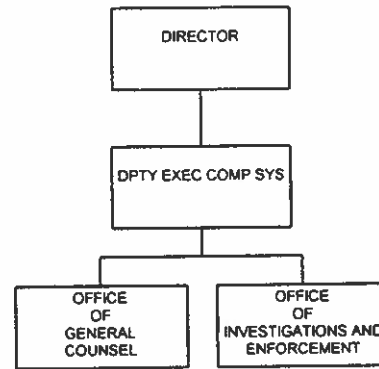 DIRECTOR
DPTY EXEC COMP SYS
OFFICE
OF
GENERAL
COUNSEL
OFFICE
OF
INVESTIGATIONS AND
ENFORCEMENT